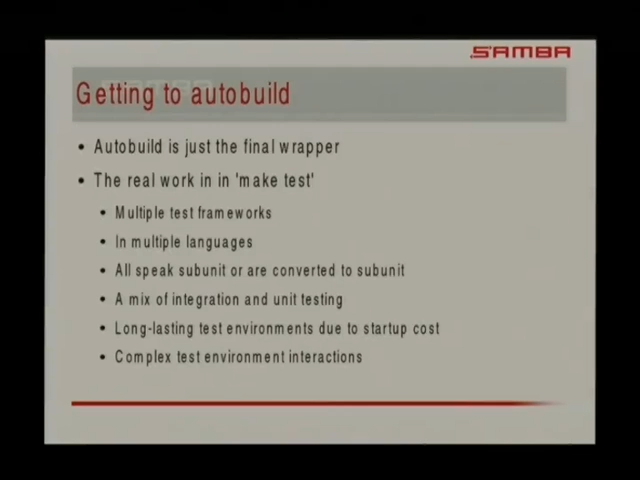 SAMBA
Getting to autobuild
• Autobuild is just the final wrapper
• The real work in in 'make test'
• Multiple test frameworks
• In multiple languages
• All speak subunit or are converted to subunit
• A mix of integration and unit testing
• Long-lasting test environments due to startup cost
• Complex test environment interactions